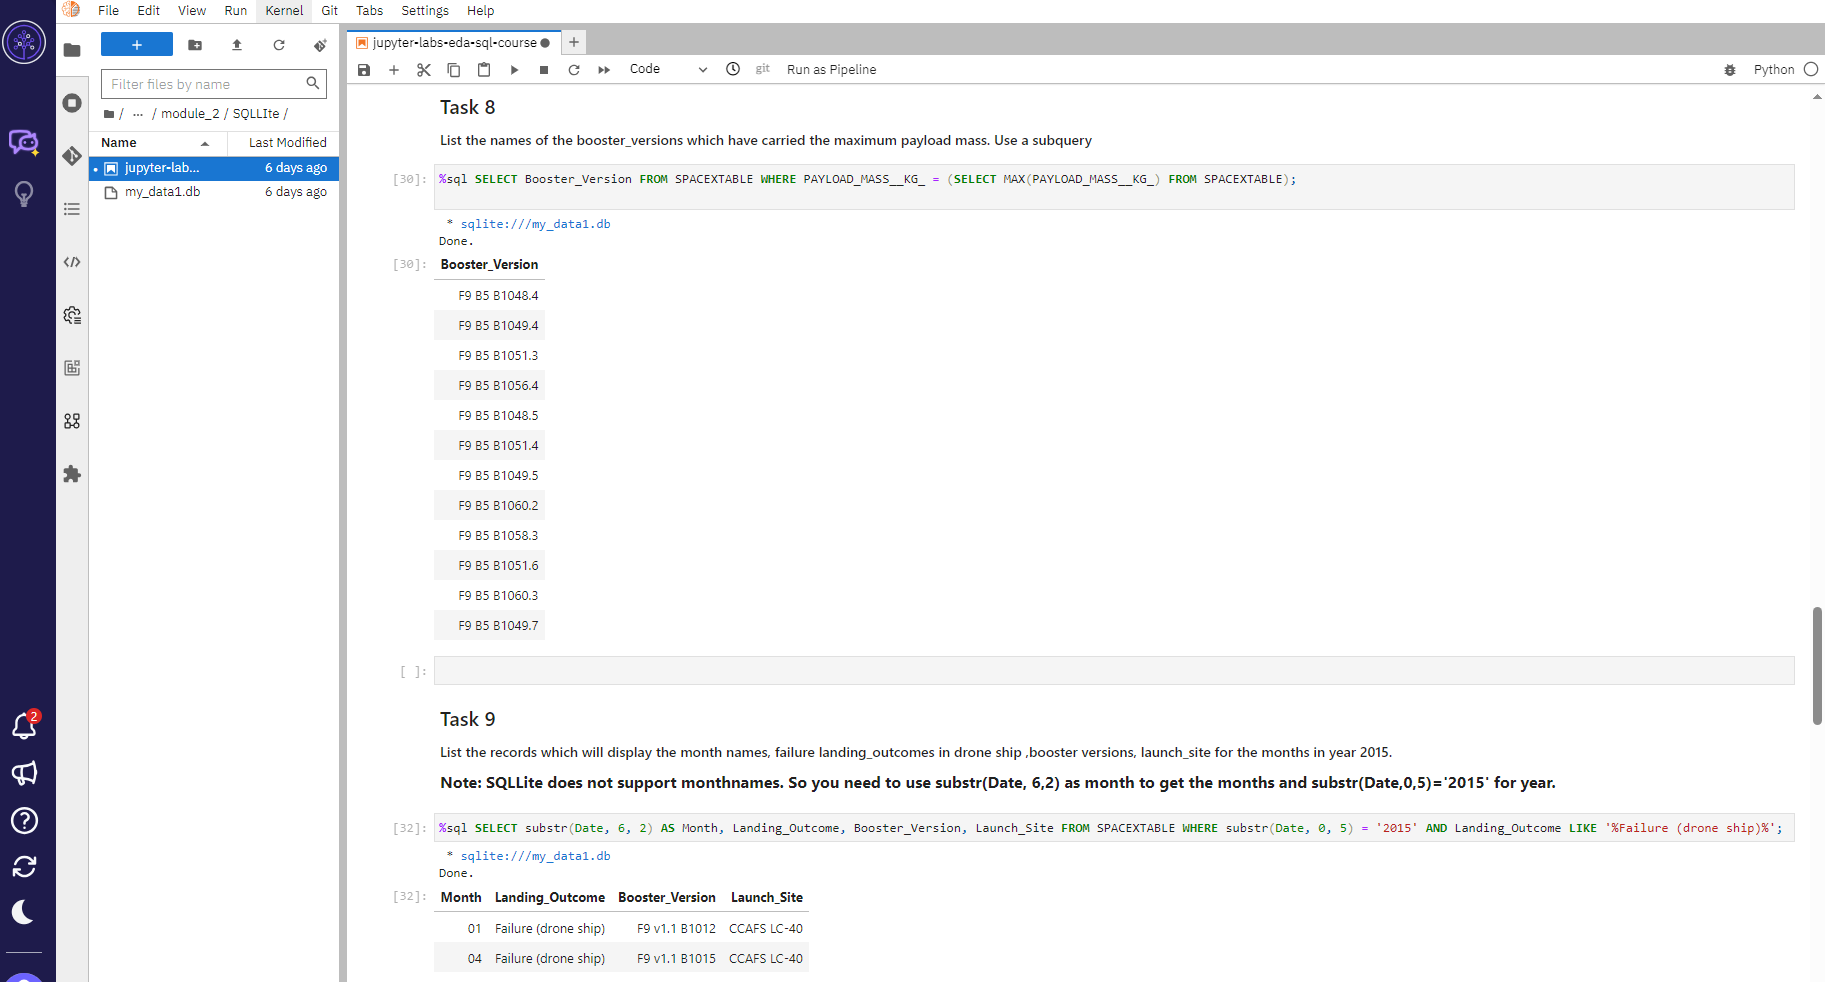 File Edit View Run Kernel Git Tabs Settings Help
+
jupyter-labs-eda-sql-course
+
Filter files by name
Code
git
Run as Pipeline
Python
/ ... / module_2 / SQLLIte /
Name Last Modified
jupyter-lab... 6 days ago
my_data1.db 6 days ago
2
Task 8
List the names of the booster_versions which have carried the maximum payload mass. Use a subquery
[30]: %sql SELECT Booster_Version FROM SPACEXTABLE WHERE PAYLOAD_MASS__KG_ = (SELECT MAX(PAYLOAD_MASS__KG_) FROM SPACEXTABLE);
* sqlite:///my_data1.db
Done.
[30]: Booster_Version
F9 B5 B1048.4
F9 B5 B1049.4
F9 B5 B1051.3
F9 B5 B1056.4
F9 B5 B1048.5
F9 B5 B1051.4
F9 B5 B1049.5
F9 B5 B1060.2
F9 B5 B1058.3
F9 B5 B1051.6
F9 B5 B1060.3
F9 B5 B1049.7
[ ]:
Task 9
List the records which will display the month names, failure landing_outcomes in drone ship ,booster versions, launch_site for the months in year 2015.
Note: SQLLite does not support monthnames. So you need to use substr(Date, 6,2) as month to get the months and substr(Date,0,5)='2015' for year.
[32]: %sql SELECT substr(Date, 6, 2) AS Month, Landing_Outcome, Booster_Version, Launch_Site FROM SPACEXTABLE WHERE substr(Date, 0, 5) = '2015' AND Landing_Outcome LIKE '%Failure (drone ship)%';
* sqlite:///my_data1.db
Done.
[32]: Month Landing_Outcome Booster_Version Launch_Site
01 Failure (drone ship) F9 v1.1 B1012 CCAFS LC-40
04 Failure (drone ship) F9 v1.1 B1015 CCAFS LC-40